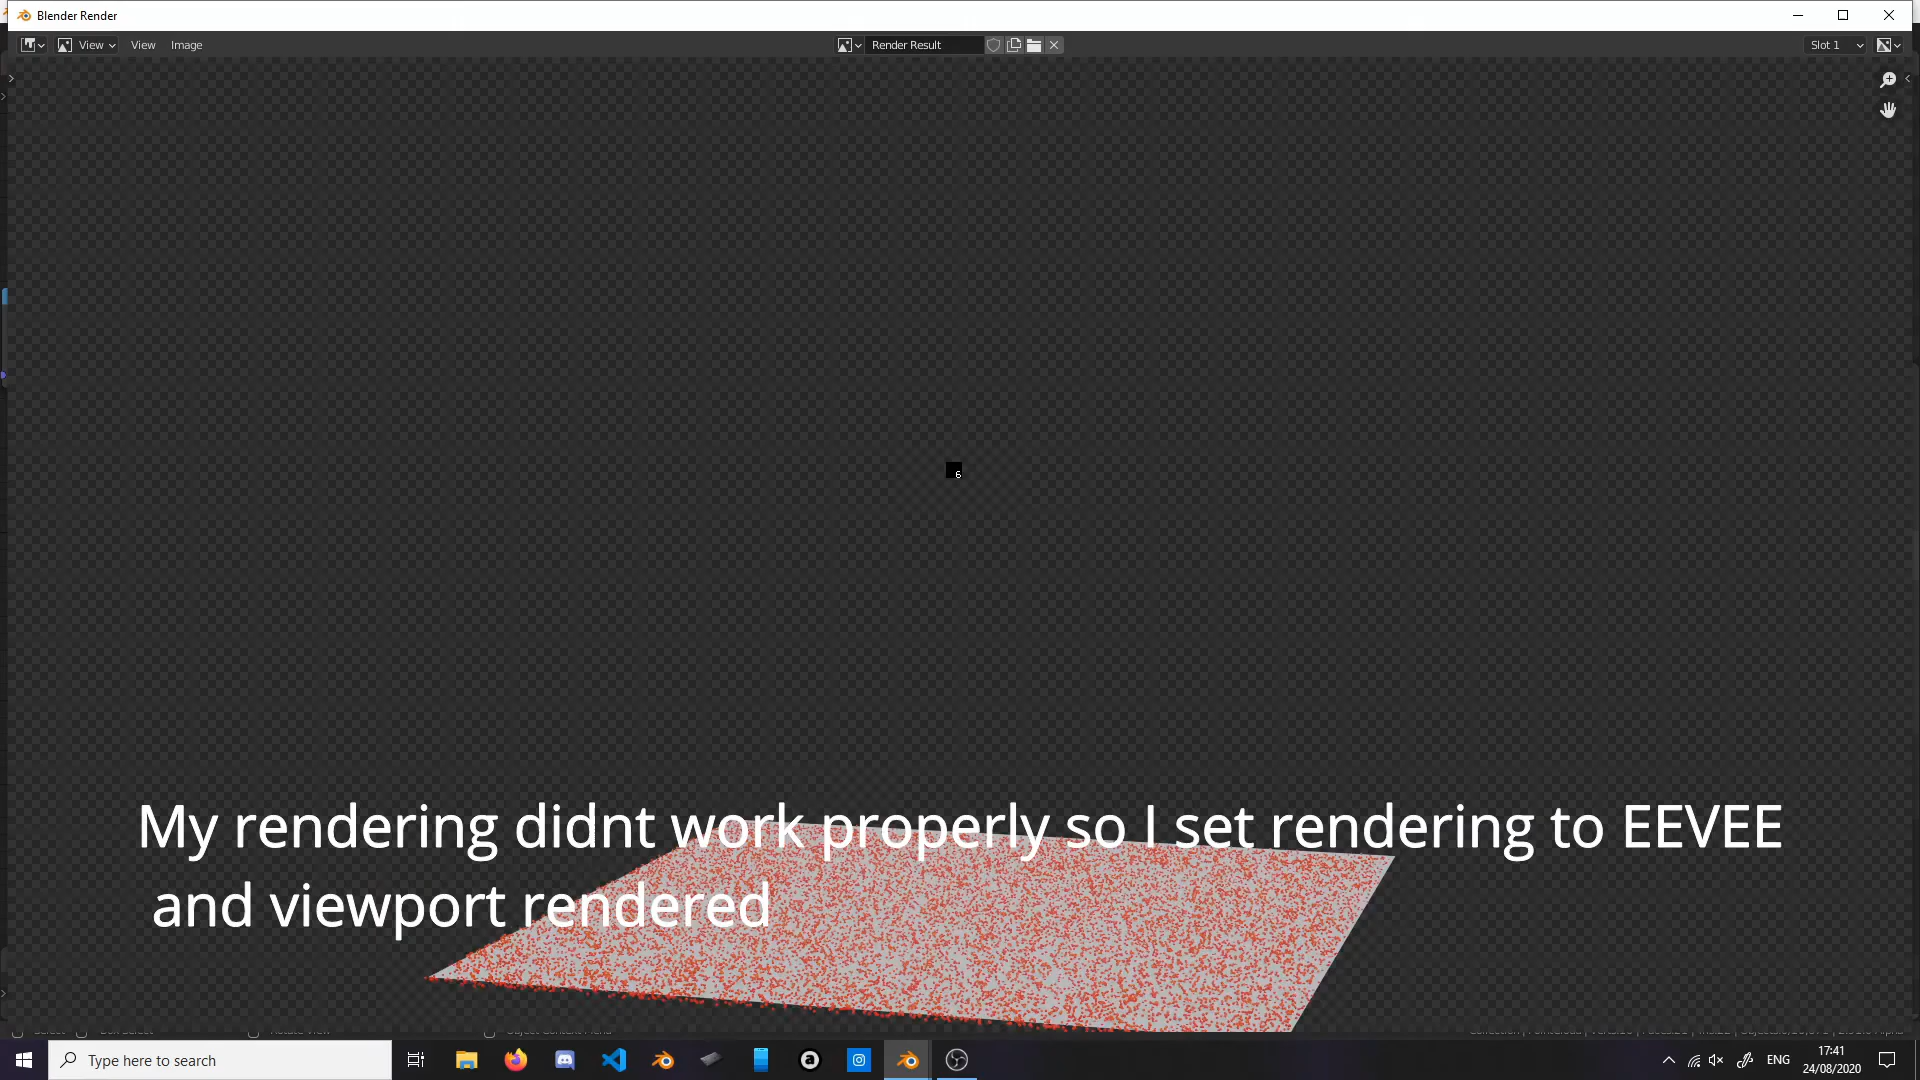 Blender Render
View View Image Render Result Slot 1
6
My rendering didnt work properly so I set rendering to EEVEE
and viewport rendered
Type here to search
ENG
17:41
24/08/2020